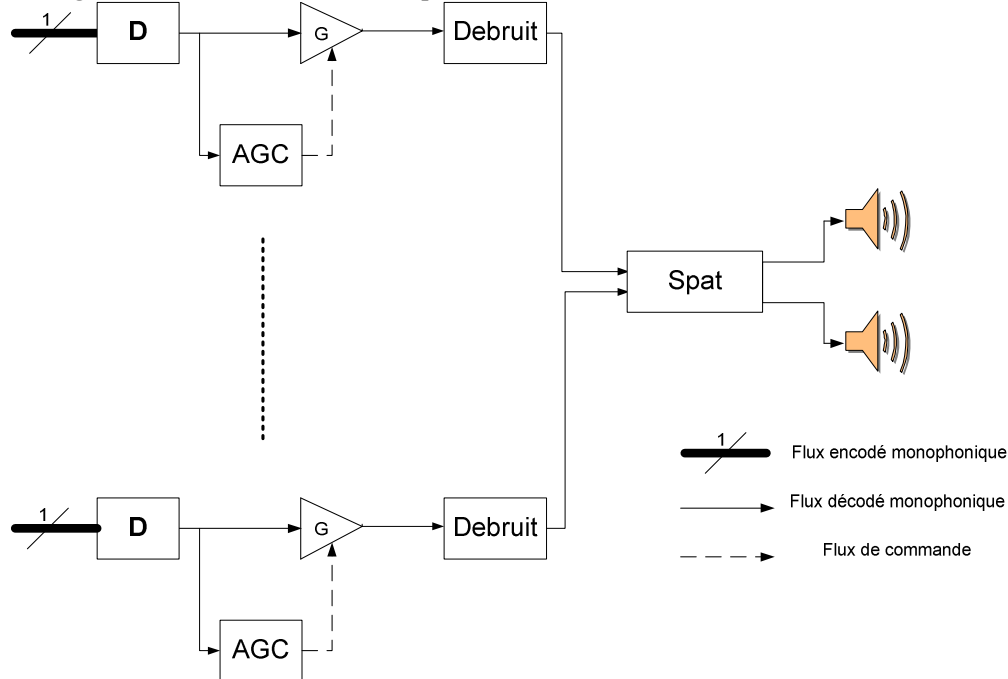 1
D
G
Debruit
AGC
Spat
1
Flux encodé monophonique
Flux décodé monophonique
Flux de commande
1
D
G
Debruit
AGC